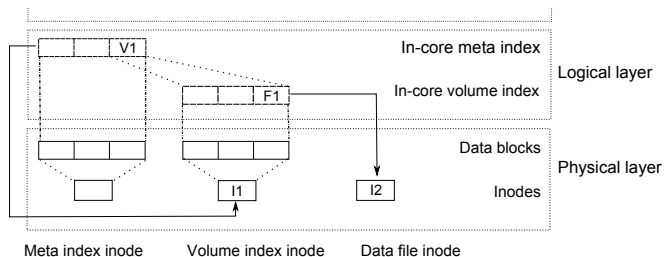 V1
In-core meta index
Logical layer
F1
In-core volume index
Data blocks
Physical layer
I1
I2
Inodes
Meta index inode
Volume index inode
Data file inode